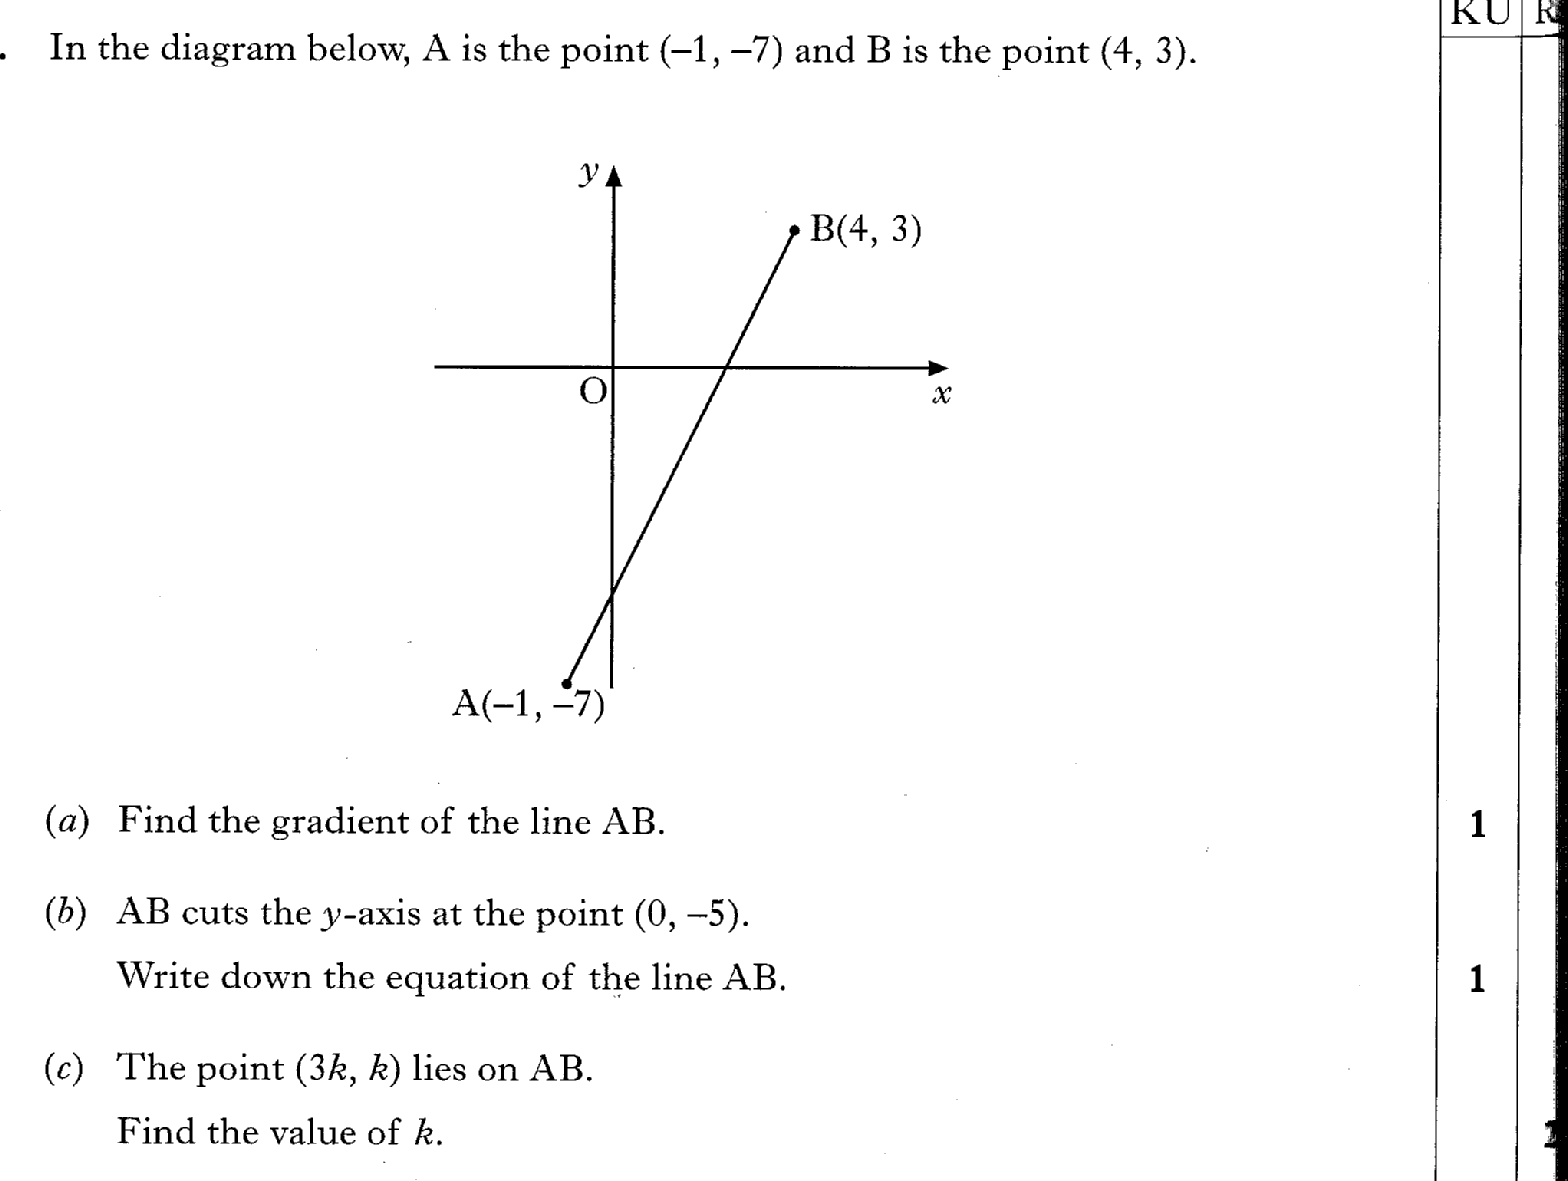 KU
. In the diagram below, A is the point (–1, –7) and B is the point (4, 3).
y
B(4, 3)
O
x
A(–1, –7)
(a) Find the gradient of the line AB.
1
(b) AB cuts the y-axis at the point (0, –5).
Write down the equation of the line AB.
1
(c) The point (3k, k) lies on AB.
Find the value of k.